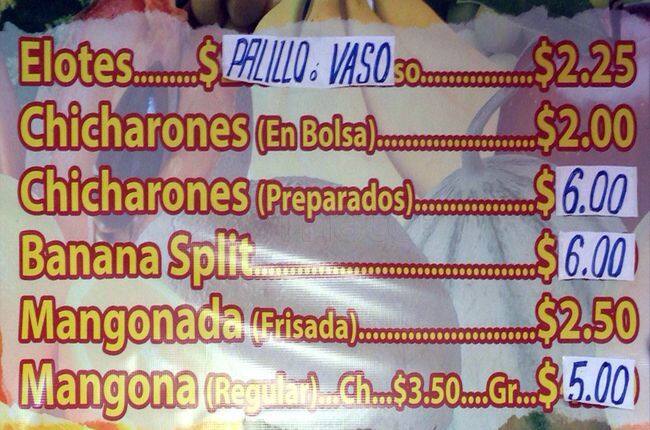 Elotes.........$ PALILLO ó VASO so................$2.25
Chicharones (En Bolsa)......................$2.00
Chicharones (Preparados)................$6.00
Banana Split......................................$6.00
Mangonada (Frisada)........................$2.50
Mangona (Regular)...Ch...$3.50....Gr...$5.00